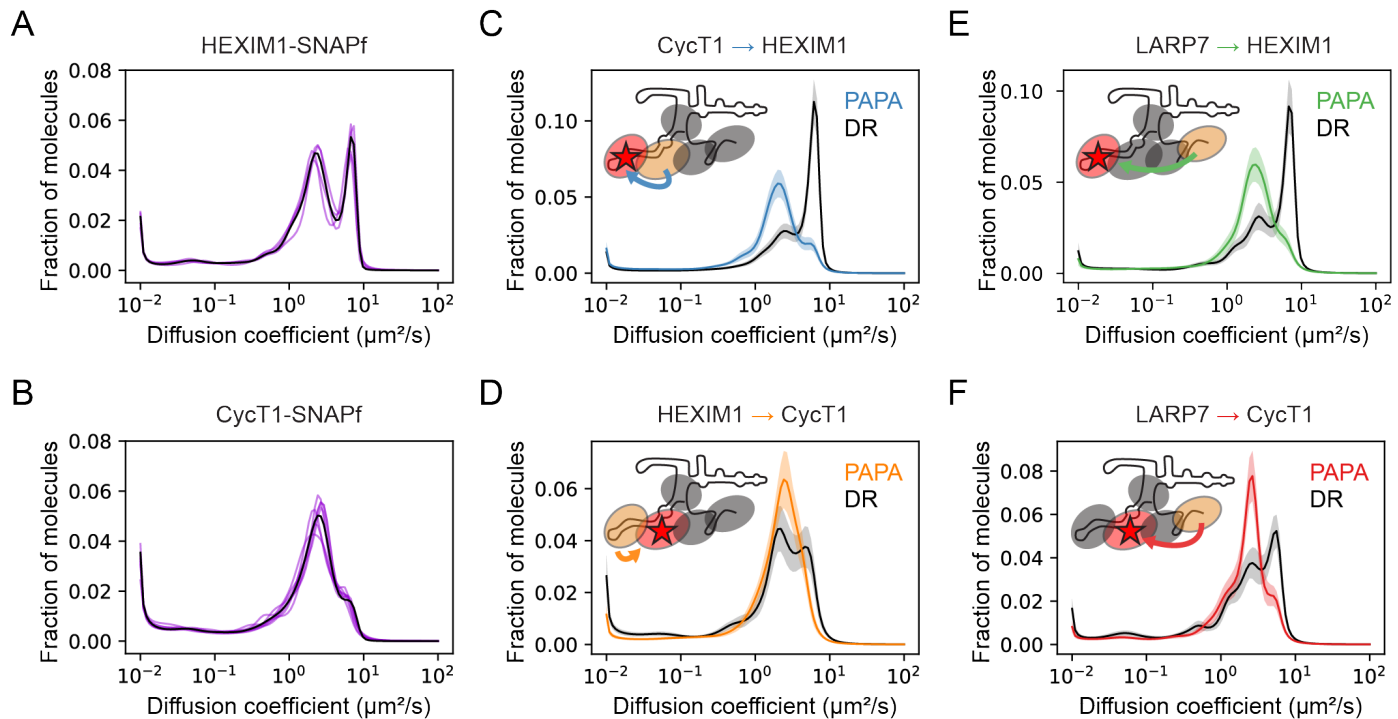 A
HEXIM1-SNAPf
Fraction of molecules
0.08
0.06
0.04
0.02
0.00
10⁻²
10⁻¹
10⁰
10¹
10²
Diffusion coefficient (μm²/s)
B
CycT1-SNAPf
Fraction of molecules
0.08
0.06
0.04
0.02
0.00
10⁻²
10⁻¹
10⁰
10¹
10²
Diffusion coefficient (μm²/s)
C
CycT1 → HEXIM1
PAPA
DR
Fraction of molecules
0.10
0.05
0.00
10⁻²
10⁻¹
10⁰
10¹
10²
Diffusion coefficient (μm²/s)
D
HEXIM1 → CycT1
PAPA
DR
Fraction of molecules
0.06
0.04
0.02
0.00
10⁻²
10⁻¹
10⁰
10¹
10²
Diffusion coefficient (μm²/s)
E
LARP7 → HEXIM1
PAPA
DR
Fraction of molecules
0.10
0.05
0.00
10⁻²
10⁻¹
10⁰
10¹
10²
Diffusion coefficient (μm²/s)
F
LARP7 → CycT1
PAPA
DR
Fraction of molecules
0.08
0.06
0.04
0.02
0.00
10⁻²
10⁻¹
10⁰
10¹
10²
Diffusion coefficient (μm²/s)